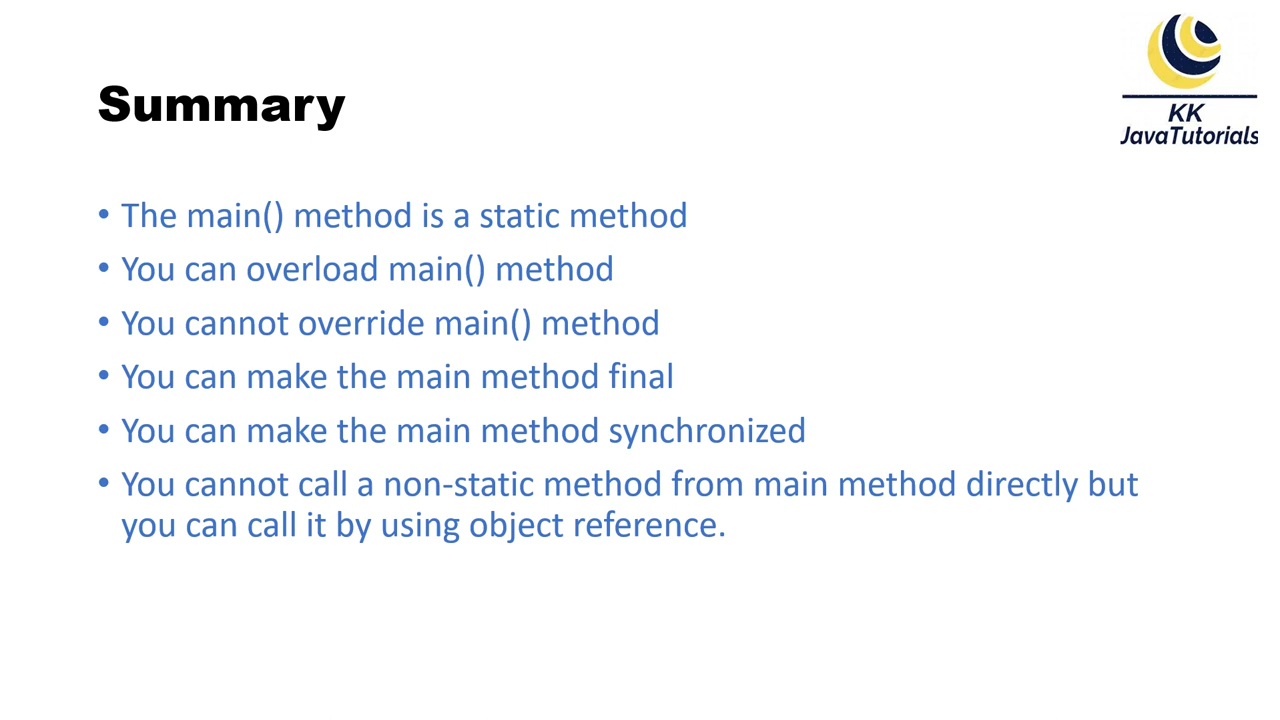 KK
JavaTutorials
Summary
• The main() method is a static method
• You can overload main() method
• You cannot override main() method
• You can make the main method final
• You can make the main method synchronized
• You cannot call a non-static method from main method directly but
you can call it by using object reference.